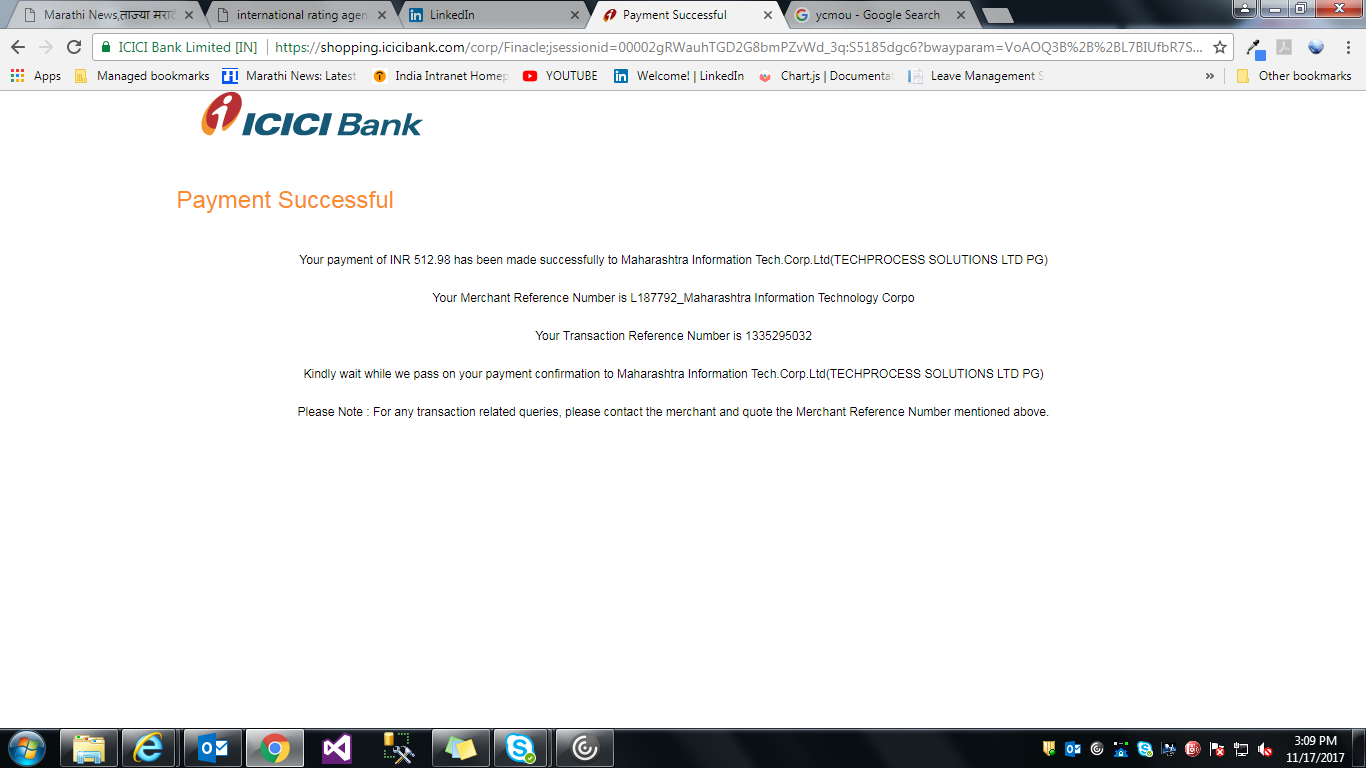 Marathi News,ताज्या मराठ
international rating agen
LinkedIn
Payment Successful
ycmou - Google Search
ICICI Bank Limited [IN]
https://shopping.icicibank.com/corp/Finacle;jsessionid=00002gRWauhTGD2G8bmPZvWd_3q:S5185dgc6?bwayparam=VoAOQ3B%2B%2BL7BIUfbR7S...
Apps
Managed bookmarks
Marathi News: Latest
India Intranet Homep
YOUTUBE
Welcome! | LinkedIn
Chart.js | Documenta
Leave Management S
»
Other bookmarks
ICICI Bank
Payment Successful
Your payment of INR 512.98 has been made successfully to Maharashtra Information Tech.Corp.Ltd(TECHPROCESS SOLUTIONS LTD PG)
Your Merchant Reference Number is L187792_Maharashtra Information Technology Corpo
Your Transaction Reference Number is 1335295032
Kindly wait while we pass on your payment confirmation to Maharashtra Information Tech.Corp.Ltd(TECHPROCESS SOLUTIONS LTD PG)
Please Note : For any transaction related queries, please contact the merchant and quote the Merchant Reference Number mentioned above.
3:09 PM
11/17/2017